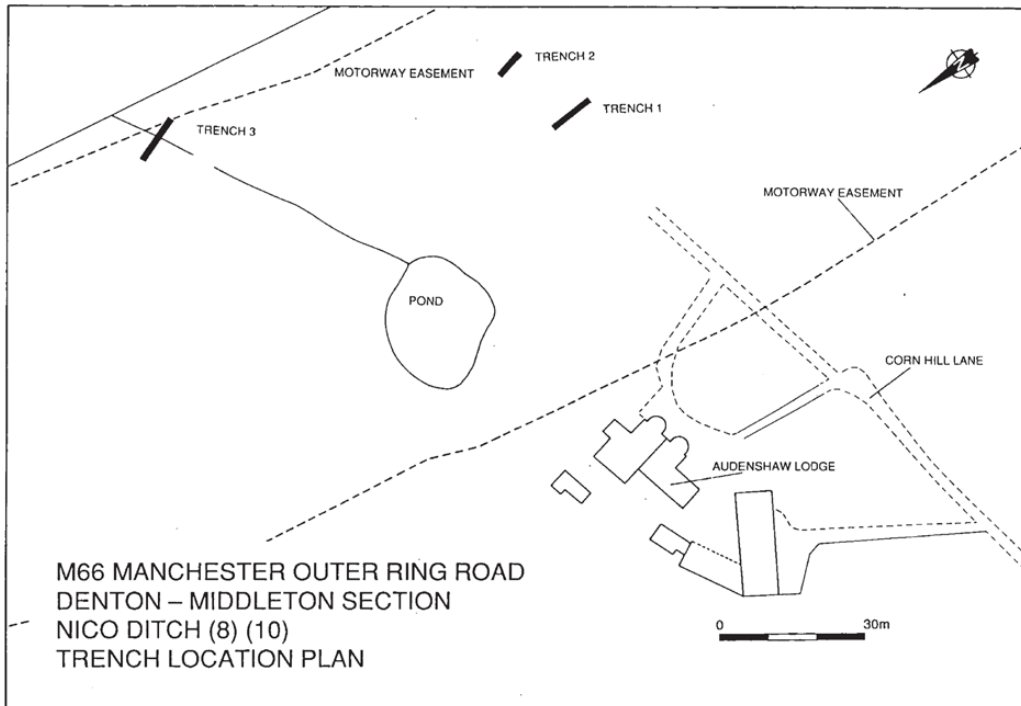 TRENCH 2
MOTORWAY EASEMENT
TRENCH 1
TRENCH 3
N
MOTORWAY EASEMENT
POND
CORN HILL LANE
AUDENSHAW LODGE
M66 MANCHESTER OUTER RING ROAD
DENTON – MIDDLETON SECTION
NICO DITCH (8) (10)
TRENCH LOCATION PLAN
0 30m